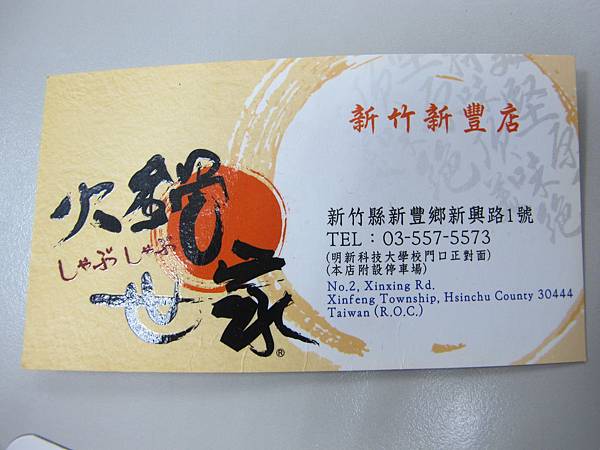 火鍋
しゃぶしゃぶ
世家
®
新竹新豐店
新竹縣新豐鄉新興路1號
TEL：03-557-5573
(明新科技大學校門口正對面)
(本店附設停車場)
No.2, Xinxing Rd.
Xinfeng Township, Hsinchu County 30444
Taiwan (R.O.C.)